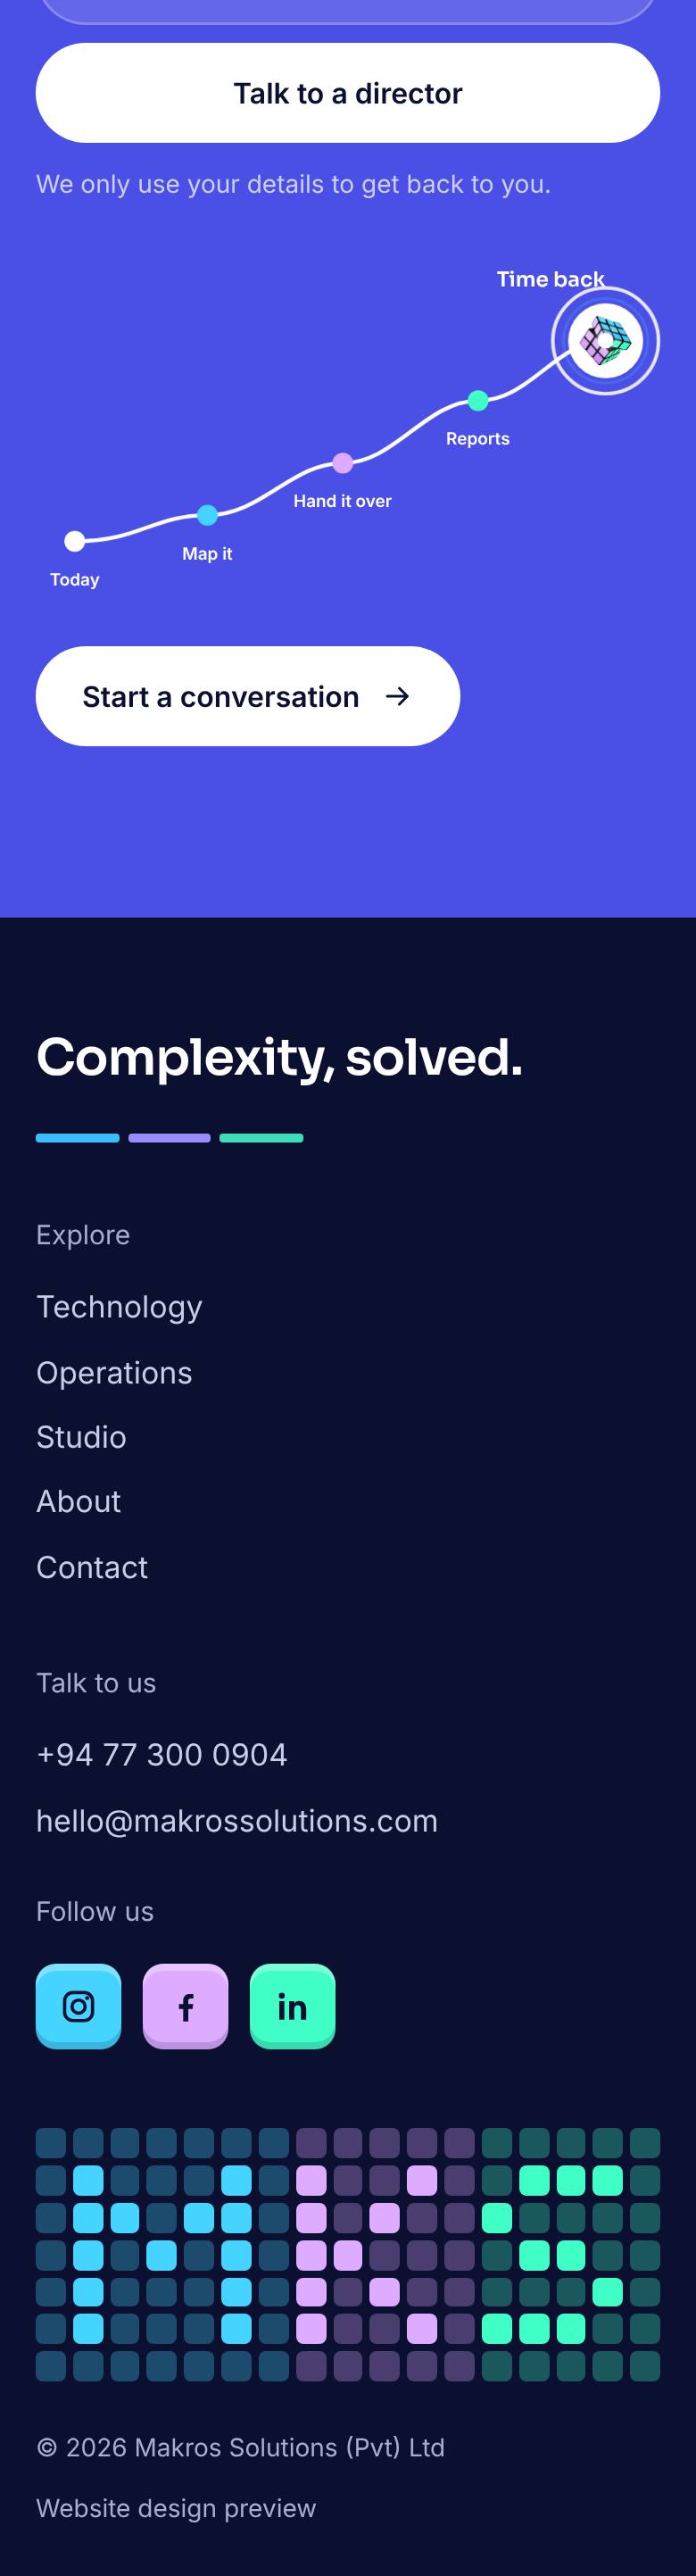 Talk to a director
We only use your details to get back to you.
Time back
Reports
Hand it over
Map it
Today
Start a conversation →
Complexity, solved.
Explore
Technology
Operations
Studio
About
Contact
Talk to us
+94 77 300 0904
hello@makrossolutions.com
Follow us
f
in
MKS
© 2026 Makros Solutions (Pvt) Ltd
Website design preview